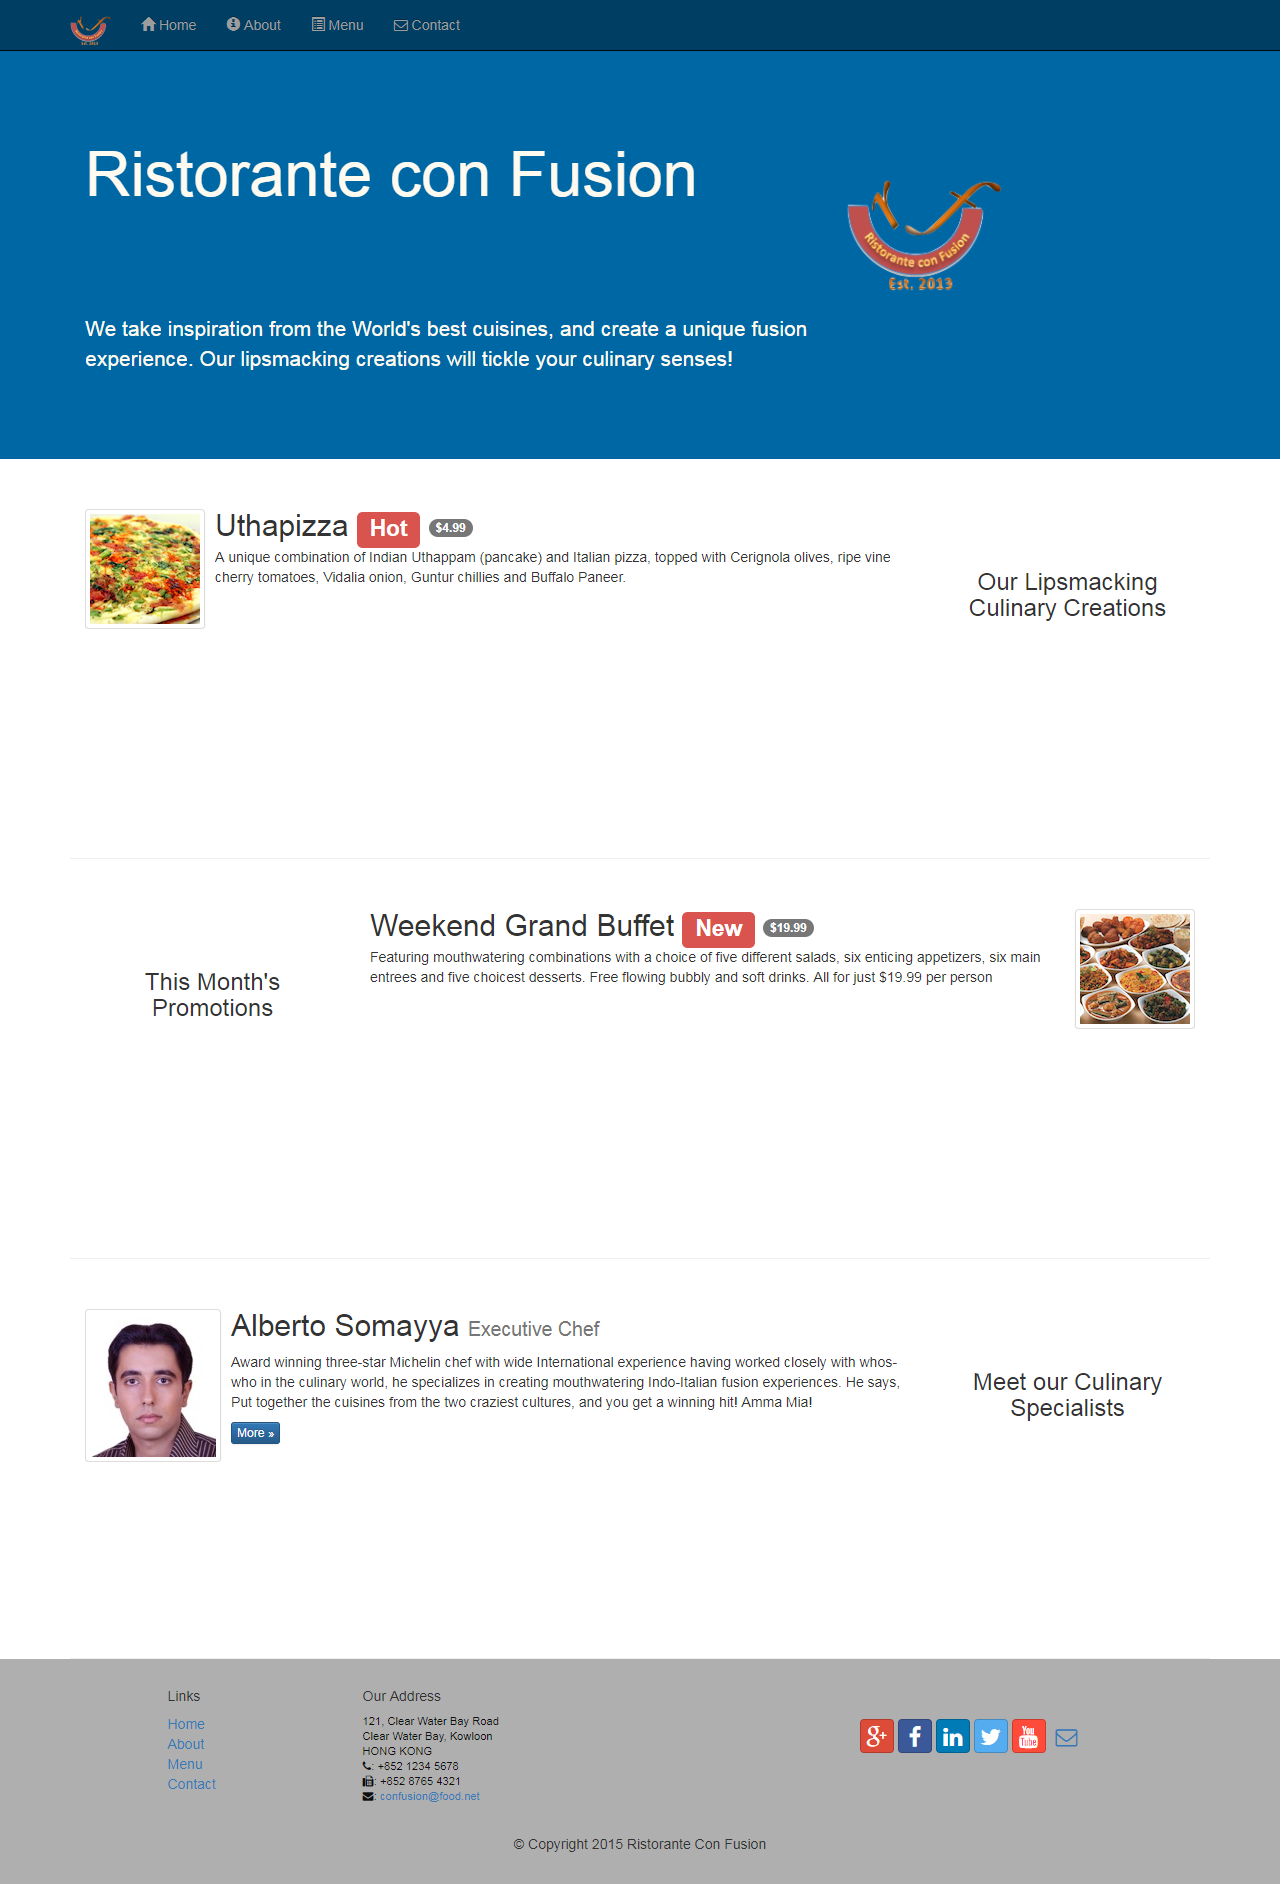 Home About Menu Contact
Ristorante con Fusion
Ristorante con Fusion
Est. 2013
We take inspiration from the World's best cuisines, and create a unique fusion
experience. Our lipsmacking creations will tickle your culinary senses!
Uthapizza Hot $4.99
A unique combination of Indian Uthappam (pancake) and Italian pizza, topped with Cerignola olives, ripe vine
cherry tomatoes, Vidalia onion, Guntur chillies and Buffalo Paneer.
Our Lipsmacking
Culinary Creations
This Month's
Promotions
Weekend Grand Buffet New $19.99
Featuring mouthwatering combinations with a choice of five different salads, six enticing appetizers, six main
entrees and five choicest desserts. Free flowing bubbly and soft drinks. All for just $19.99 per person
Alberto Somayya Executive Chef
Award winning three-star Michelin chef with wide International experience having worked closely with whos-
who in the culinary world, he specializes in creating mouthwatering Indo-Italian fusion experiences. He says,
Put together the cuisines from the two craziest cultures, and you get a winning hit! Amma Mia!
More »
Meet our Culinary
Specialists
Links
Home
About
Menu
Contact
Our Address
121, Clear Water Bay Road
Clear Water Bay, Kowloon
HONG KONG
: +852 1234 5678
: +852 8765 4321
: confusion@food.net
g+ f in You Tube
© Copyright 2015 Ristorante Con Fusion